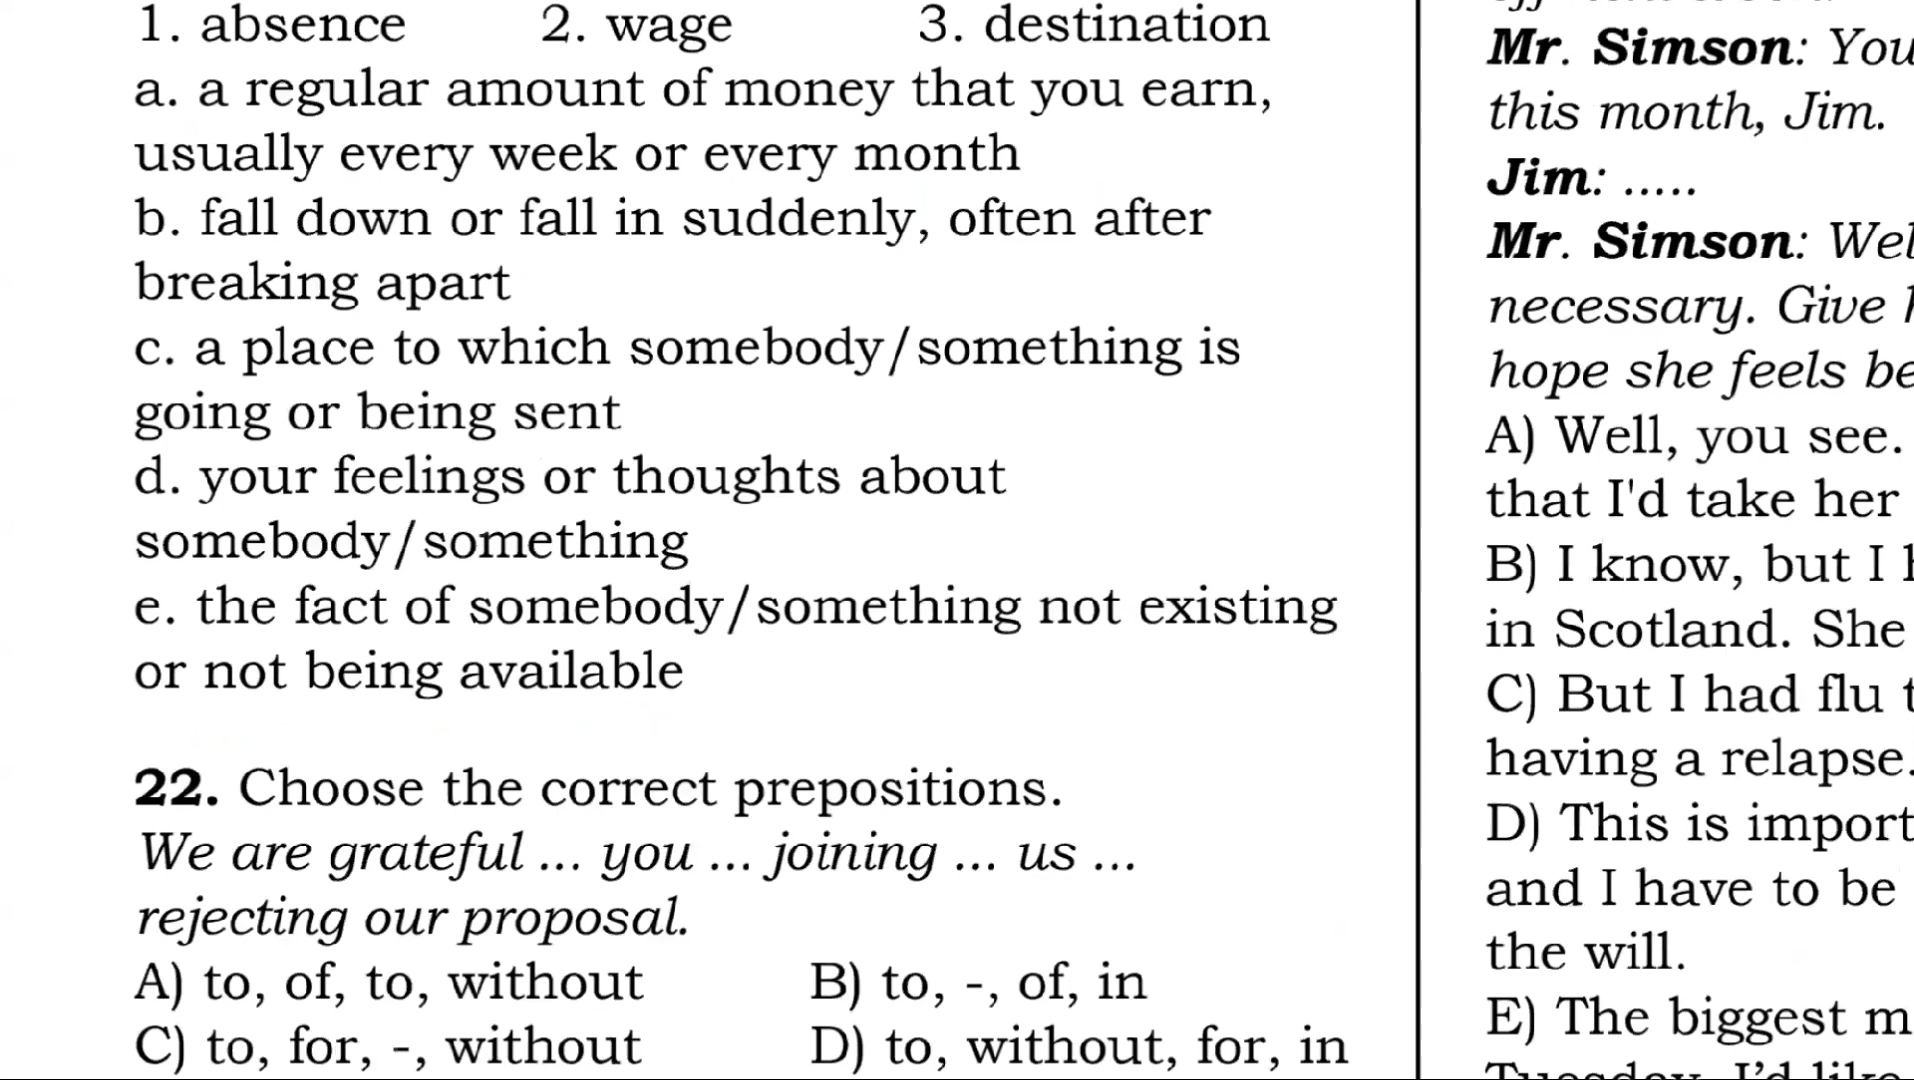 1. absence 2. wage 3. destination
a. a regular amount of money that you earn,
usually every week or every month
b. fall down or fall in suddenly, often after
breaking apart
c. a place to which somebody/something is
going or being sent
d. your feelings or thoughts about
somebody/something
e. the fact of somebody/something not existing
or not being available
22. Choose the correct prepositions.
We are grateful ... you ... joining ... us ...
rejecting our proposal.
A) to, of, to, without B) to, -, of, in
C) to, for, -, without D) to, without, for, in
Mr. Simson: You
this month, Jim.
Jim: .....
Mr. Simson:
necessary. Give
hope she feels
A) Well, you see.
that I'd take her
B) I know, but I
in Scotland. She
C) But I had flu
having a relapse.
D) This is
and I have to be
the will.
E) The biggest
Tuesday, I'd like